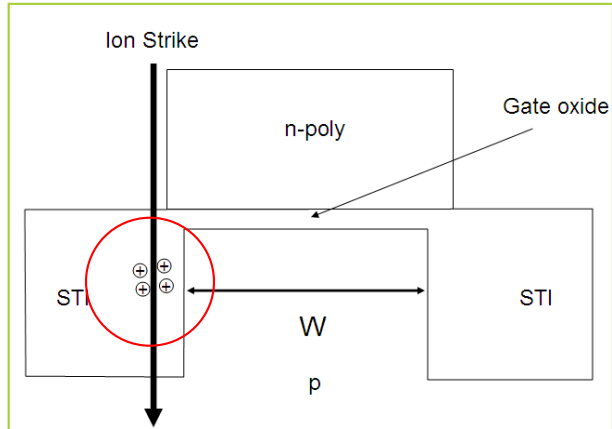 Ion Strike
Gate oxide
n-poly
+ +
+ +
STI
STI
W
p